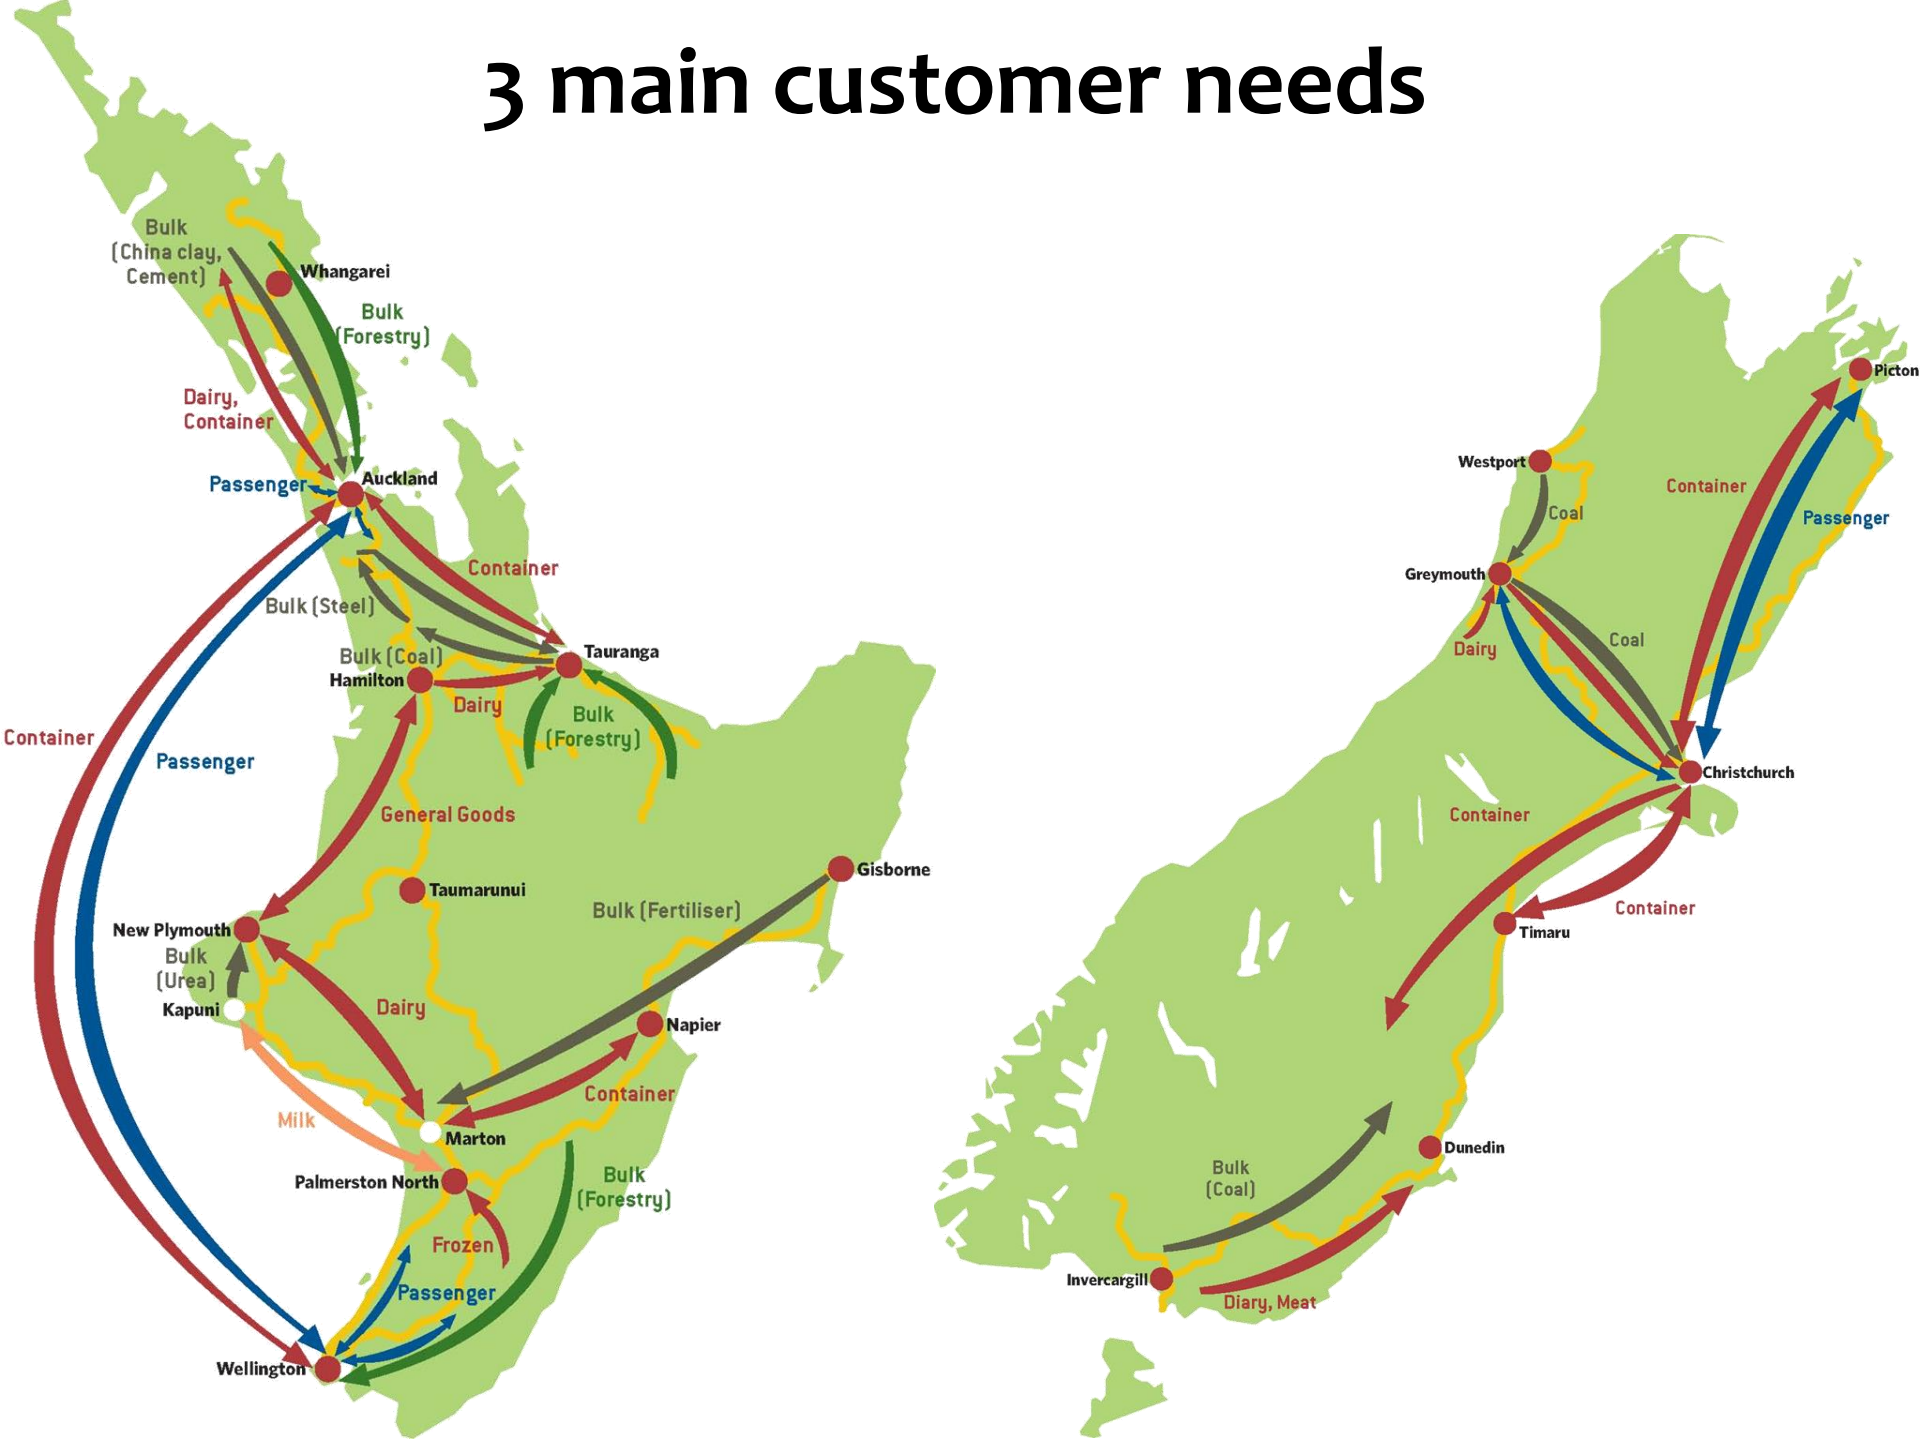 3 main customer needs
Bulk
(China clay,
Cement)
Whangarei
Bulk
(Forestry)
Dairy,
Container
Passenger
Auckland
Container
Bulk (Steel)
Bulk (Coal)
Tauranga
Hamilton
Dairy
Bulk
(Forestry)
Container
Passenger
General Goods
Gisborne
Taumarunui
Bulk (Fertiliser)
New Plymouth
Bulk
(Urea)
Kapuni
Dairy
Napier
Container
Milk
Marton
Palmerston North
Bulk
(Forestry)
Frozen
Passenger
Wellington
Picton
Westport
Container
Coal
Passenger
Greymouth
Coal
Dairy
Christchurch
Container
Container
Timaru
Dunedin
Bulk
(Coal)
Invercargill
Diary, Meat